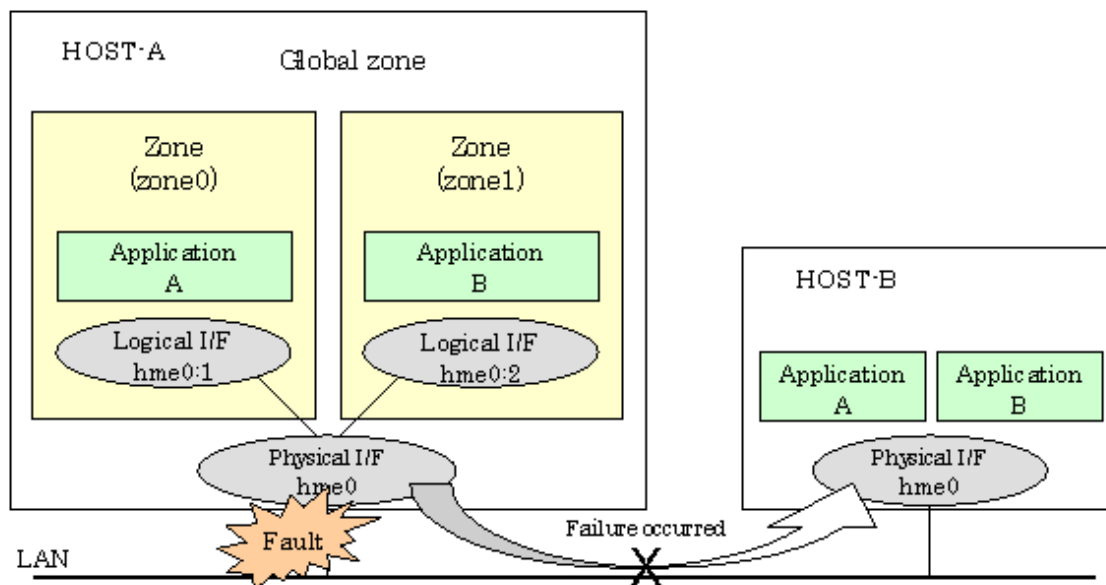 HOST-A
Global zone
Zone
(zone0)
Application
A
Logical I/F
hme0:1
Zone
(zone1)
Application
B
Logical I/F
hme0:2
Physical I/F
hme0
Fault
LAN
Failure occurred
X
HOST-B
Application
A
Application
B
Physical I/F
hme0